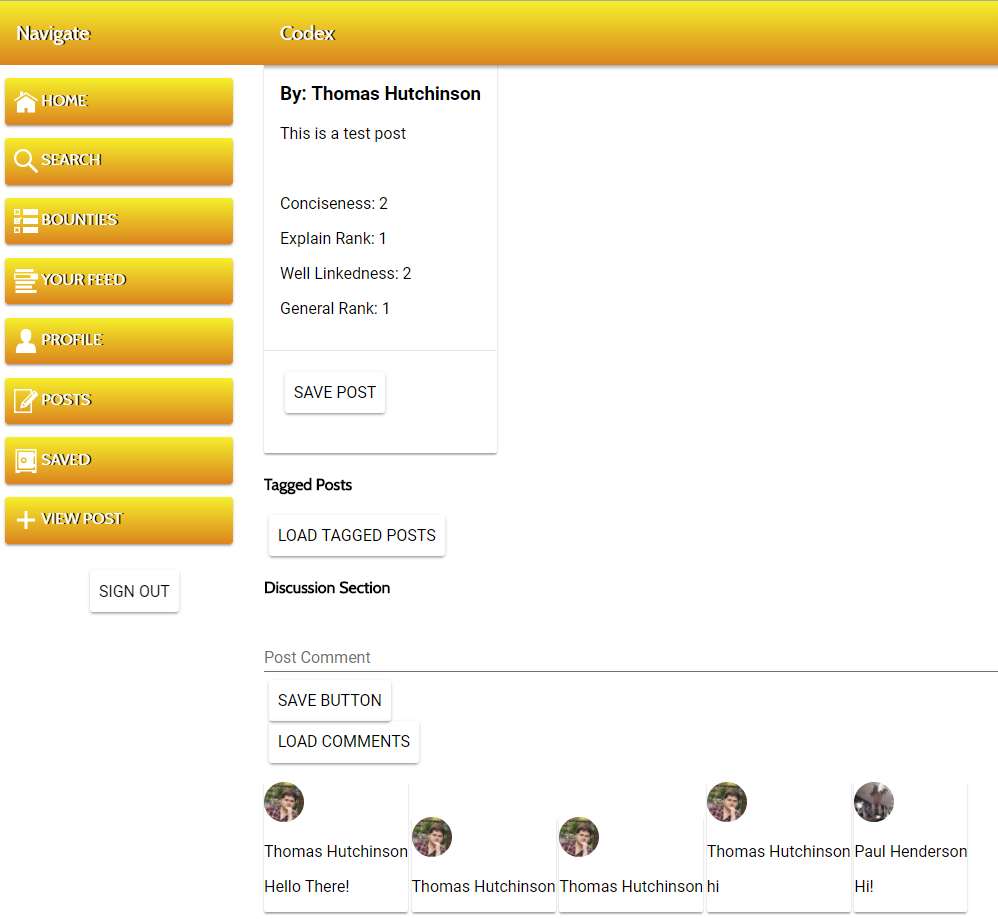 Navigate
Codex
HOME
SEARCH
BOUNTIES
YOUR FEED
PROFILE
POSTS
SAVED
VIEW POST
SIGN OUT
By: Thomas Hutchinson
This is a test post
Conciseness: 2
Explain Rank: 1
Well Linkedness: 2
General Rank: 1
SAVE POST
Tagged Posts
LOAD TAGGED POSTS
Discussion Section
Post Comment
SAVE BUTTON
LOAD COMMENTS
Thomas Hutchinson
Hello There!
Thomas Hutchinson
Thomas Hutchinson
Thomas Hutchinson
hi
Paul Henderson
Hi!